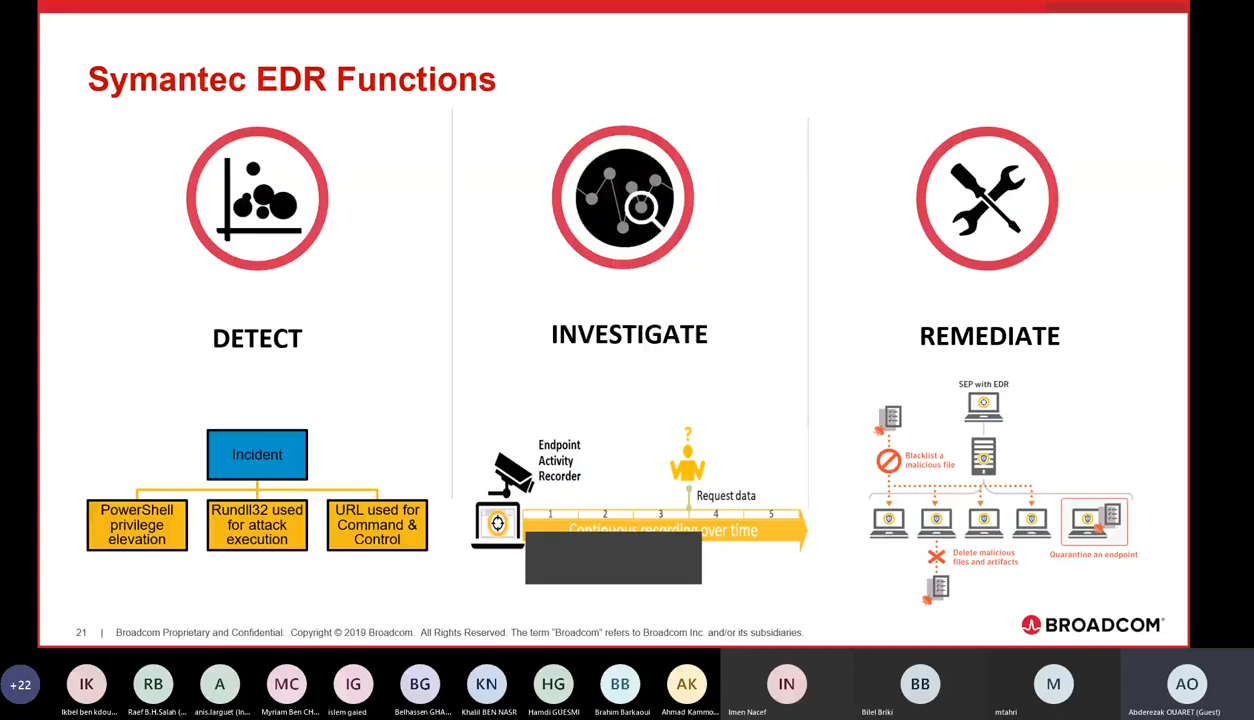 Symantec EDR Functions
DETECT
Incident
PowerShell
privilege
elevation
Rundll32 used
for attack
execution
URL used for
Command &
Control
INVESTIGATE
Endpoint
Activity
Recorder
?
Request data
1 2 3 4 5
Continuous recording over time
REMEDIATE
SEP with EDR
Blacklist a
malicious file
Delete malicious
files and artifacts
Quarantine an endpoint
21 | Broadcom Proprietary and Confidential. Copyright © 2019 Broadcom. All Rights Reserved. The term “Broadcom” refers to Broadcom Inc. and/or its subsidiaries.
BROADCOM®
+22 IK RB A MC IG BG KN HG BB AK IN BB M AO
Ikbel ben kdou... Raef B.H.Salah (... anis.larguet (In... Myriam Ben CH... islem gaied Belhassen GHA... Khalil BEN NASR Hamdi GUESMI Brahim Barkaoui Ahmad Kammo... Imen Nacef Bilel Briki mtahri Abderezak OUARET (Guest)